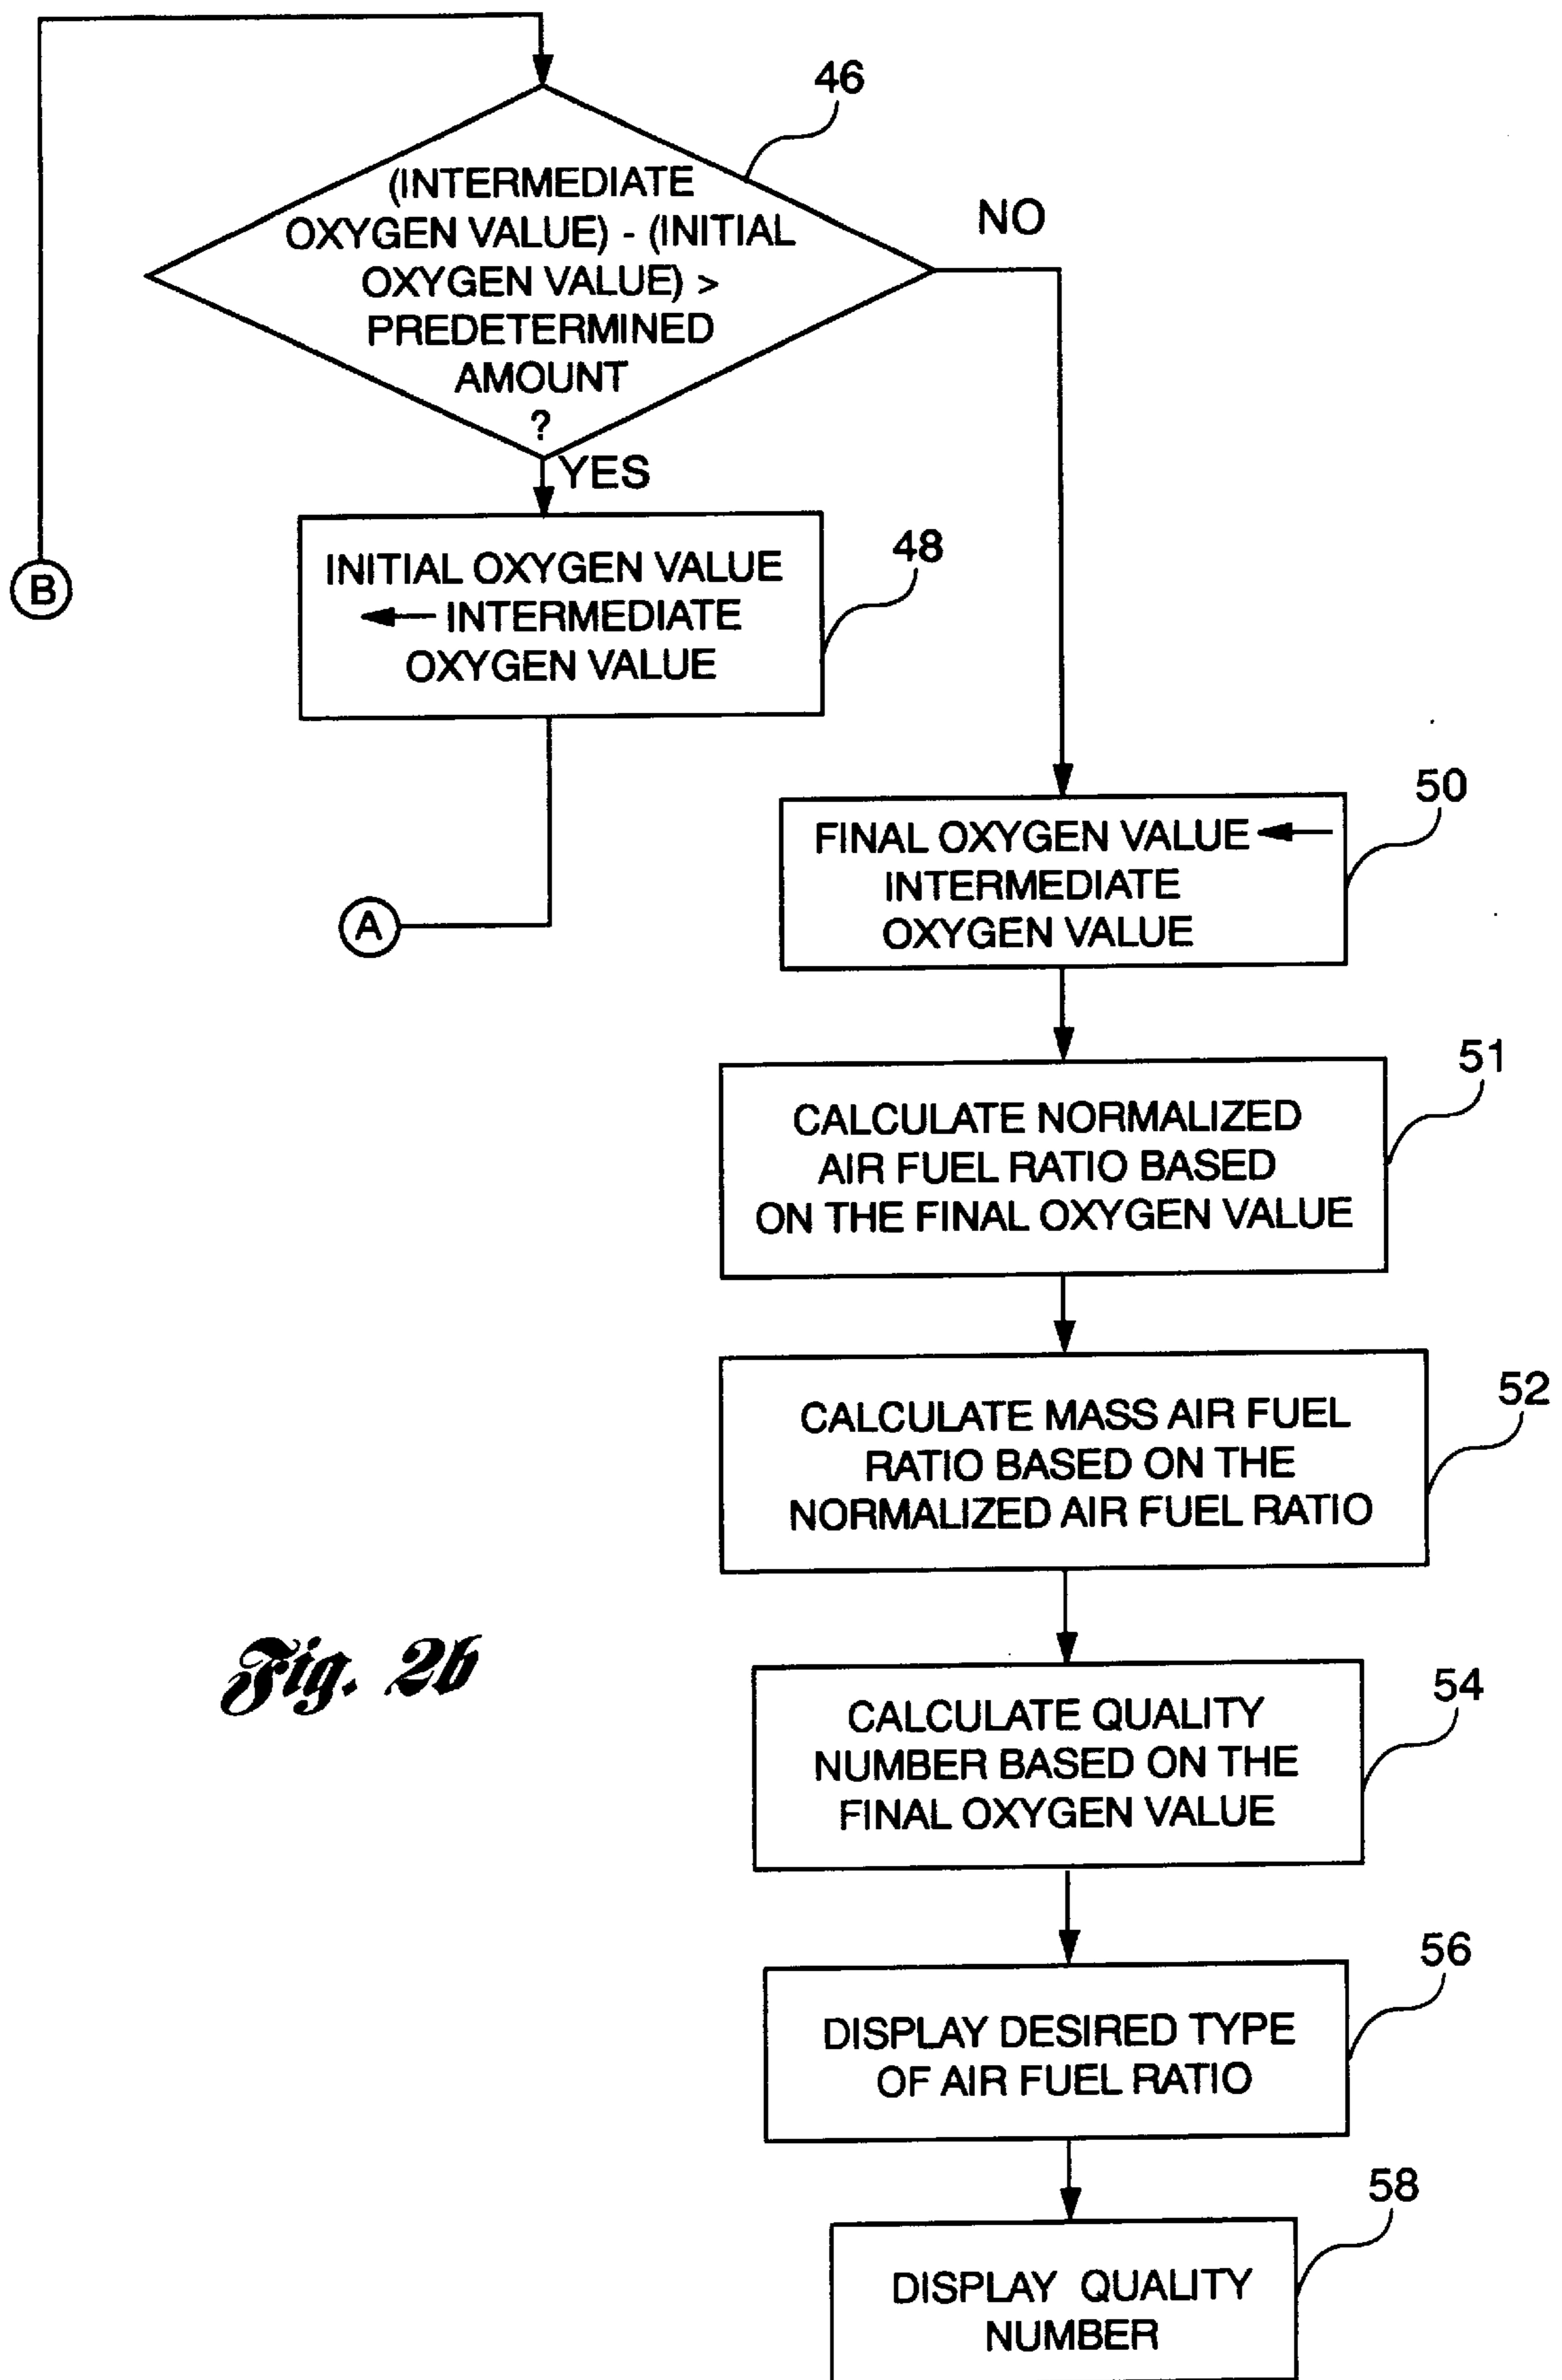 46
(INTERMEDIATE
OXYGEN VALUE) - (INITIAL
OXYGEN VALUE) >
PREDETERMINED
AMOUNT
?
NO
YES
48
INITIAL OXYGEN VALUE
← INTERMEDIATE
OXYGEN VALUE
B
A
50
FINAL OXYGEN VALUE ←
INTERMEDIATE
OXYGEN VALUE
51
CALCULATE NORMALIZED
AIR FUEL RATIO BASED
ON THE FINAL OXYGEN VALUE
52
CALCULATE MASS AIR FUEL
RATIO BASED ON THE
NORMALIZED AIR FUEL RATIO
Fig. 2b
54
CALCULATE QUALITY
NUMBER BASED ON THE
FINAL OXYGEN VALUE
56
DISPLAY DESIRED TYPE
OF AIR FUEL RATIO
58
DISPLAY QUALITY
NUMBER